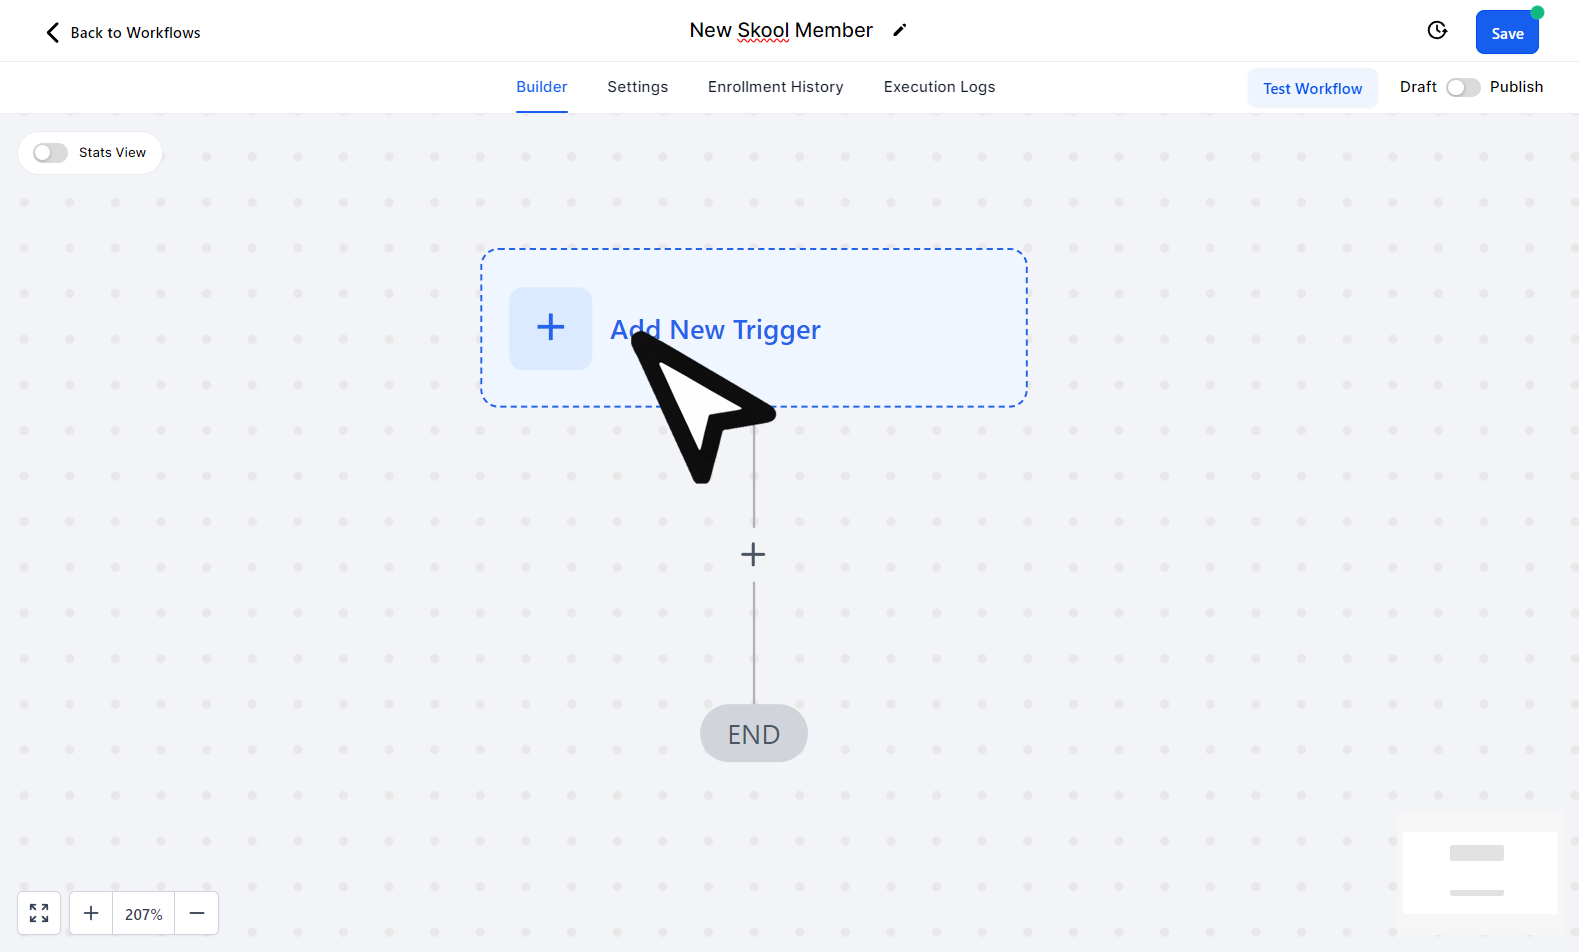 Back to Workflows
New Skool Member
Save
Builder
Settings
Enrollment History
Execution Logs
Test Workflow
Draft
Publish
Stats View
Add New Trigger
END
207%